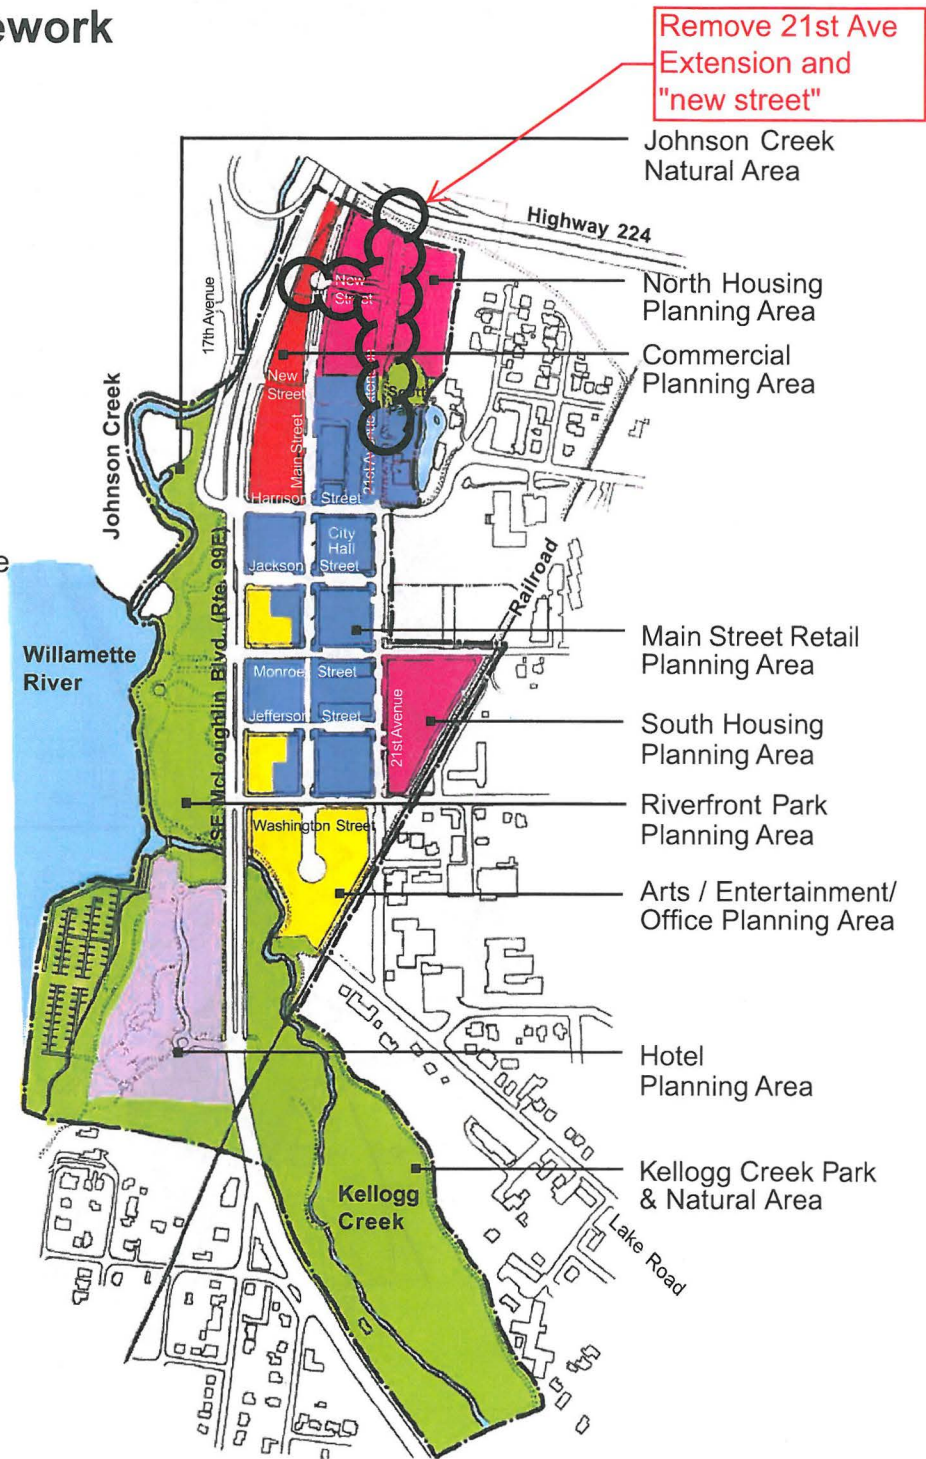 ework
Remove 21st Ave
Extension and
"new street"
Johnson Creek
Natural Area
Highway 224
North Housing
Planning Area
17th Avenue
New
Street
Commercial
Planning Area
New
Street
Main Street
Johnson Creek
Harrison Street
City
Hall
Jackson Street
e
SE McLoughlin Blvd. (Rte. 99E)
Railroad
Willamette
River
Main Street Retail
Planning Area
Monroe Street
Jefferson Street
21st Avenue
South Housing
Planning Area
Riverfront Park
Planning Area
Washington Street
Arts / Entertainment/
Office Planning Area
Hotel
Planning Area
Kellogg Creek Park
& Natural Area
Kellogg
Creek
Lake Road